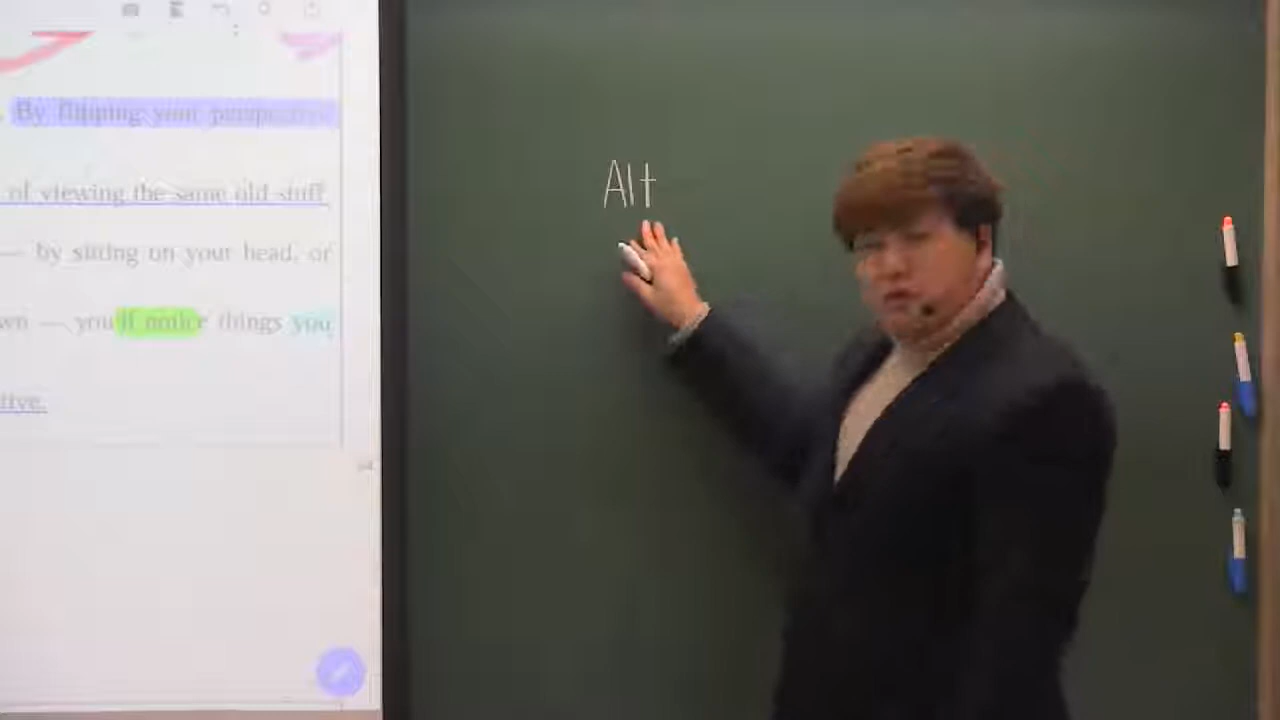 By flipping your perspective
of viewing the same old stuff,
— by sitting on your head, or
wn — you'll notice things you
tive.
Alt